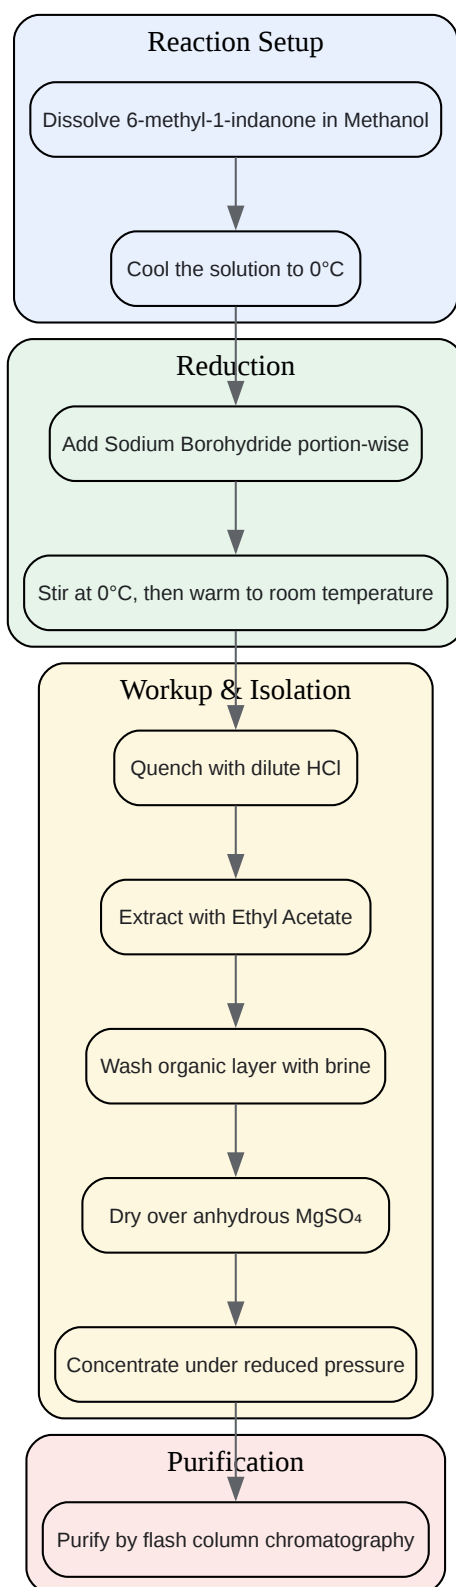 Reaction Setup
Dissolve 6-methyl-1-indanone in Methanol
Cool the solution to 0°C
Reduction
Add Sodium Borohydride portion-wise
Stir at 0°C, then warm to room temperature
Workup & Isolation
Quench with dilute HCl
Extract with Ethyl Acetate
Wash organic layer with brine
Dry over anhydrous MgSO₄
Concentrate under reduced pressure
Purification
Purify by flash column chromatography